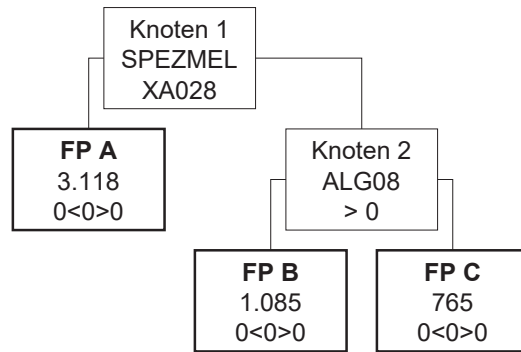 Knoten 1
SPEZMEL
XA028
FP A
3.118
0<0>0
Knoten 2
ALG08
> 0
FP B
1.085
0<0>0
FP C
765
0<0>0